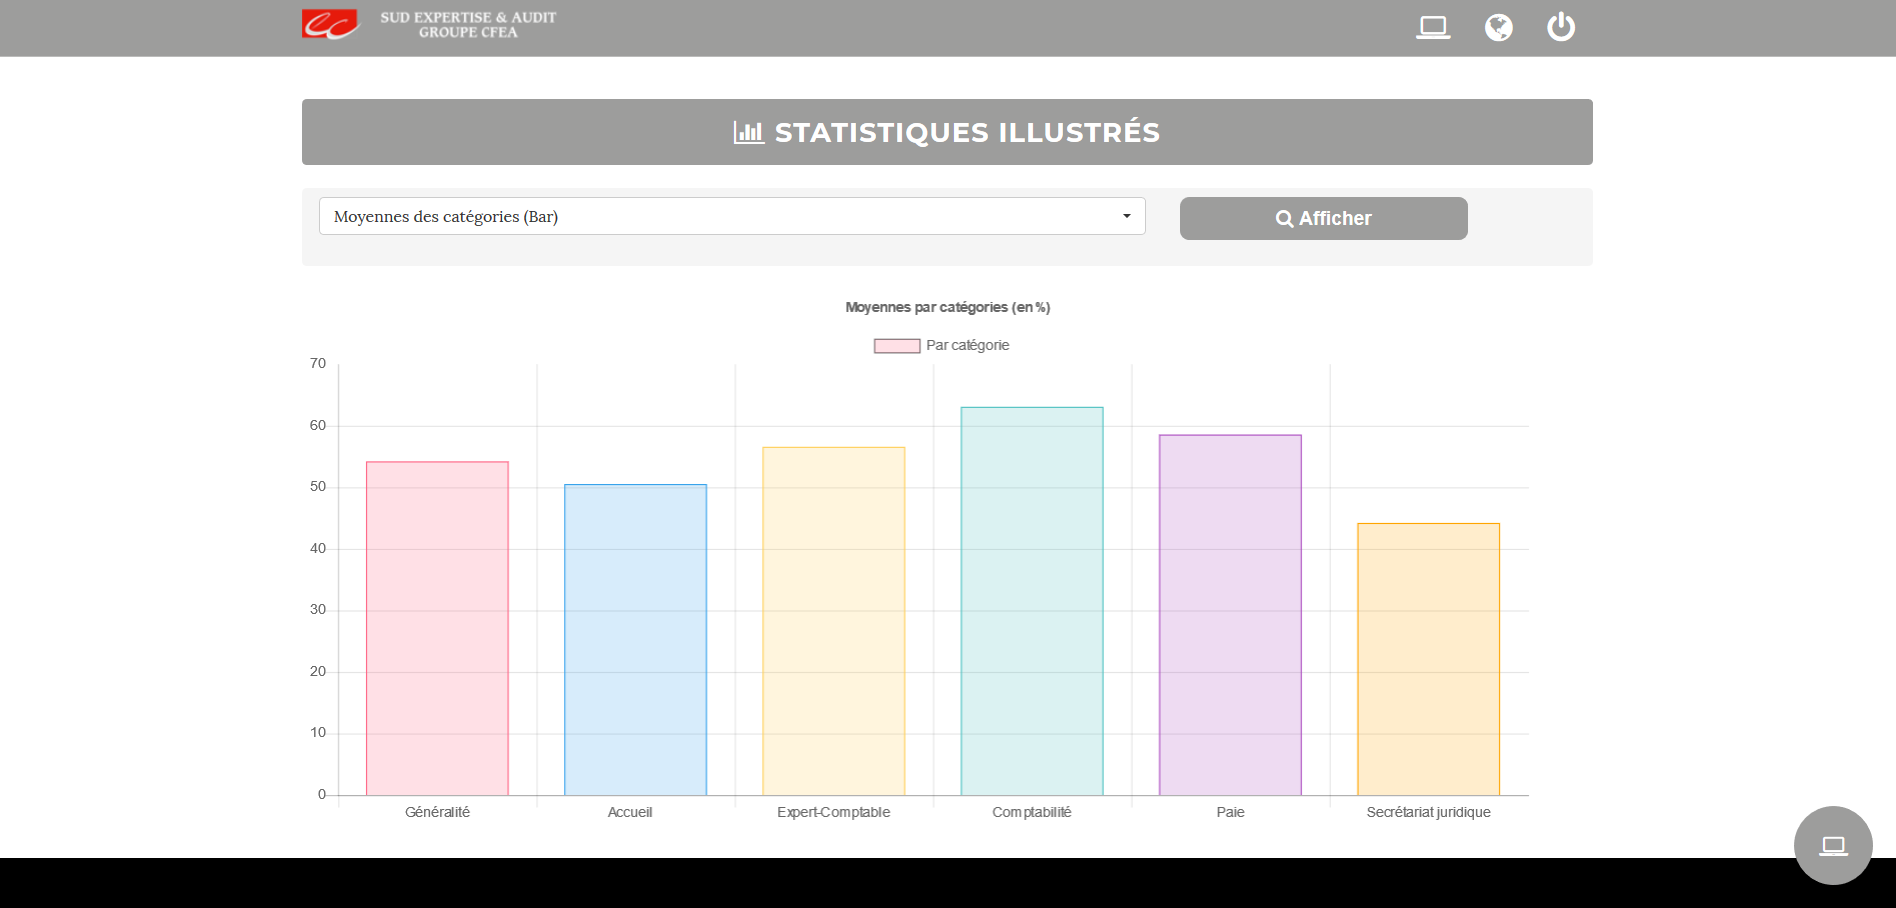 SUD EXPERTISE & AUDIT
GROUPE CFEA
STATISTIQUES ILLUSTRÉS
Moyennes des catégories (Bar)
Afficher
Moyennes par catégories (en %)
Par catégorie
70
60
50
40
30
20
10
0
Généralité Accueil Expert-Comptable Comptabilité Paie Secrétariat juridique